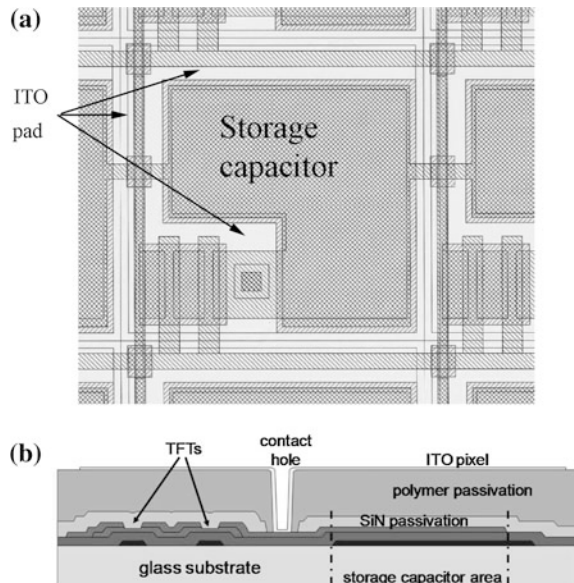 (a)
ITO
pad
Storage
capacitor
(b)
TFTs
contact
hole
ITO pixel
polymer passivation
SiN passivation
glass substrate
storage capacitor area